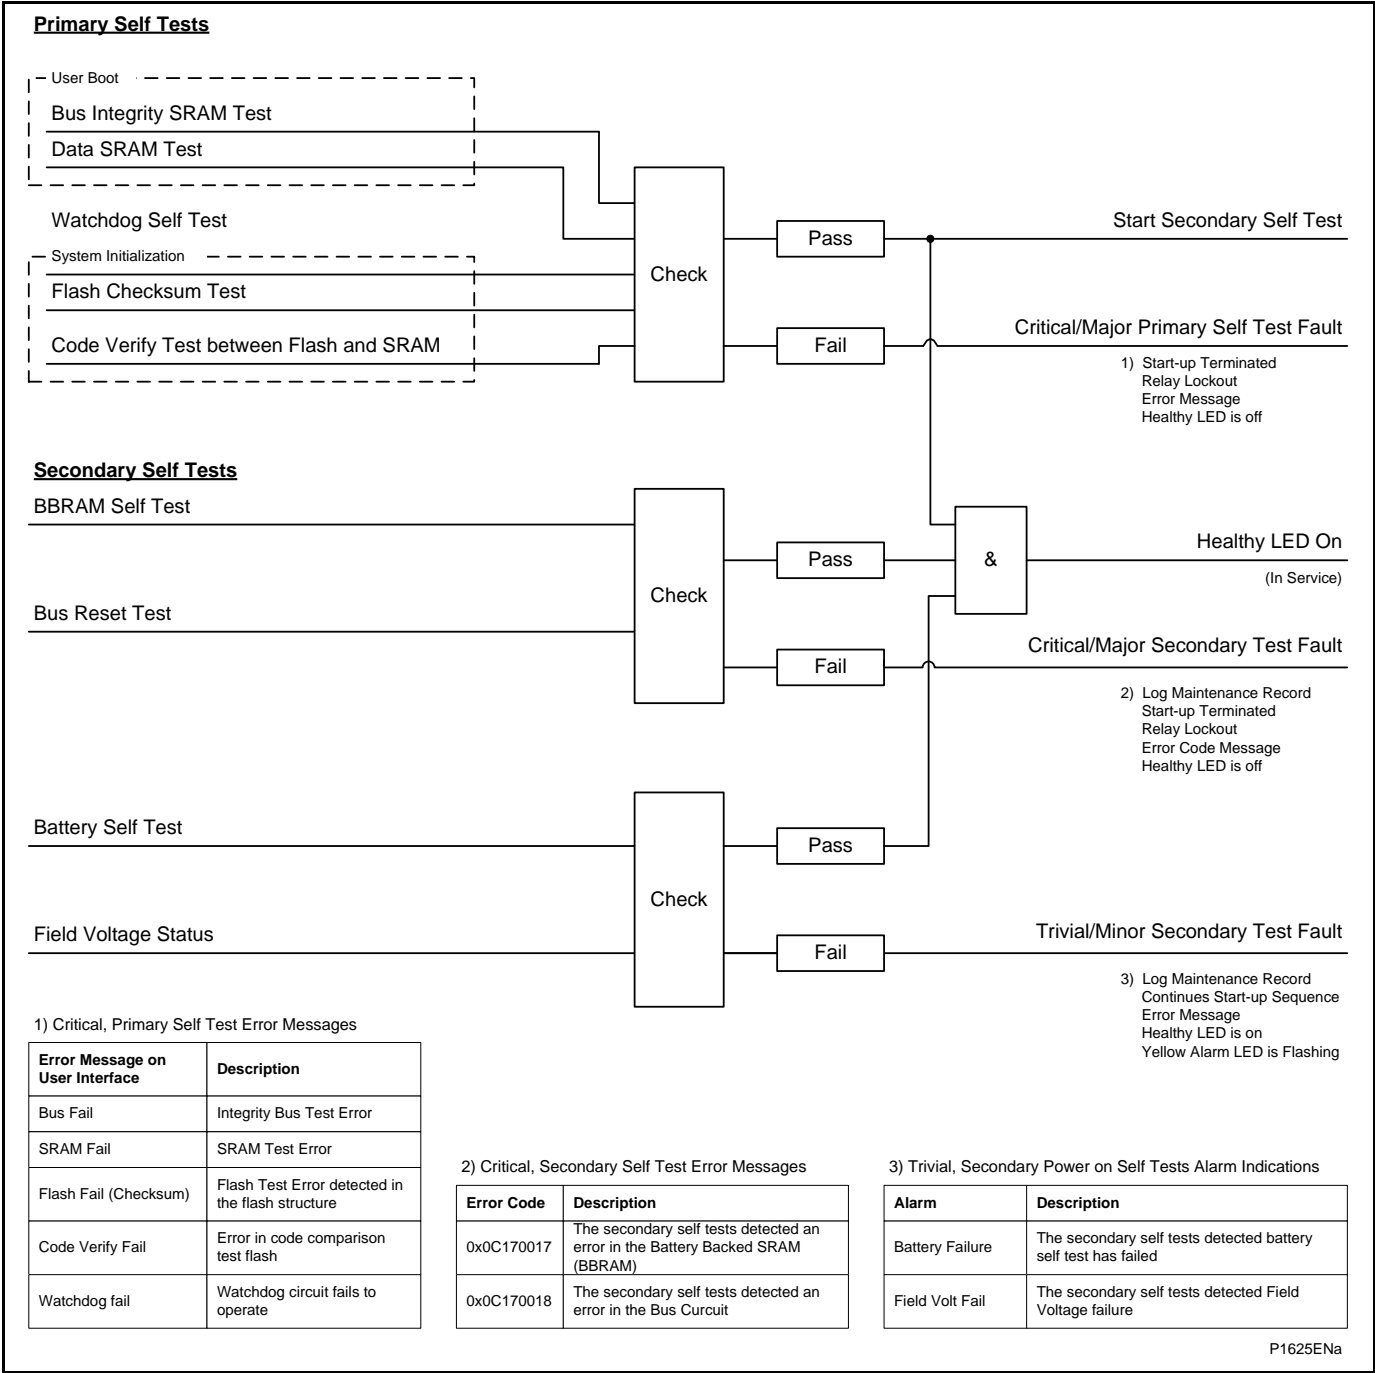 Primary Self Tests
User Boot
Bus Integrity SRAM Test
Data SRAM Test
Watchdog Self Test
System Initialization
Flash Checksum Test
Code Verify Test between Flash and SRAM
Check
Pass
Fail
Start Secondary Self Test
Critical/Major Primary Self Test Fault
1) Start-up Terminated
Relay Lockout
Error Message
Healthy LED is off
Secondary Self Tests
BBRAM Self Test
Bus Reset Test
Check
Pass
Fail
&
Healthy LED On
(In Service)
Critical/Major Secondary Test Fault
2) Log Maintenance Record
Start-up Terminated
Relay Lockout
Error Code Message
Healthy LED is off
Battery Self Test
Field Voltage Status
Check
Pass
Fail
Trivial/Minor Secondary Test Fault
3) Log Maintenance Record
Continues Start-up Sequence
Error Message
Healthy LED is on
Yellow Alarm LED is Flashing
1) Critical, Primary Self Test Error Messages
Error Message on
User Interface
Description
Bus Fail
Integrity Bus Test Error
SRAM Fail
SRAM Test Error
Flash Fail (Checksum)
Flash Test Error detected in
the flash structure
Code Verify Fail
Error in code comparison
test flash
Watchdog fail
Watchdog circuit fails to
operate
2) Critical, Secondary Self Test Error Messages
Error Code
Description
0x0C170017
The secondary self tests detected an
error in the Battery Backed SRAM
(BBRAM)
0x0C170018
The secondary self tests detected an
error in the Bus Curcuit
3) Trivial, Secondary Power on Self Tests Alarm Indications
Alarm
Description
Battery Failure
The secondary self tests detected battery
self test has failed
Field Volt Fail
The secondary self tests detected Field
Voltage failure
P1625ENa